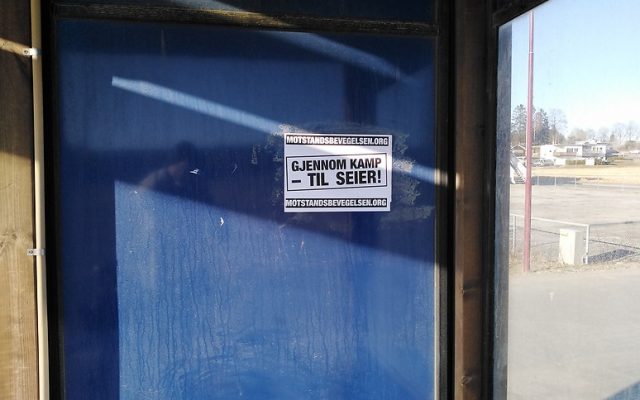 MOTSTANDSBEVEGELSEN.ORG
GJENNOM KAMP
– TIL SEIER!
MOTSTANDSBEVEGELSEN.ORG